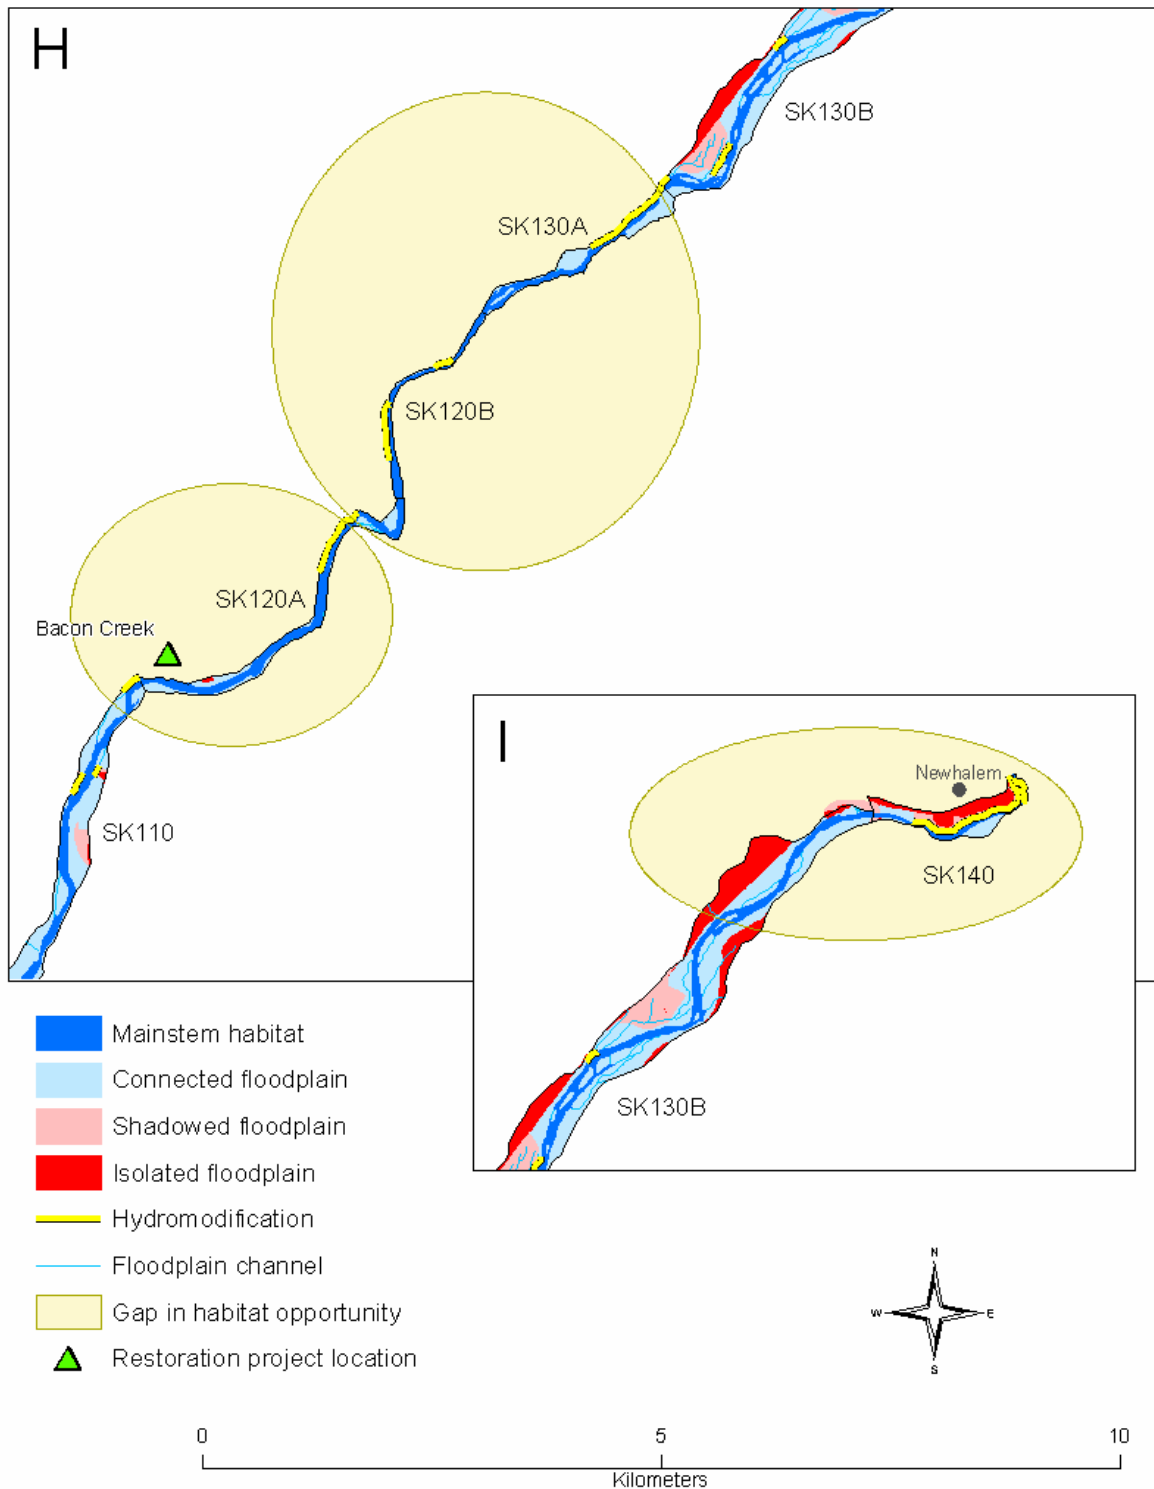 H
SK130B
SK130A
SK120B
SK120A
Bacon Creek
SK110
I
Newhalem
SK140
SK130B
Mainstem habitat
Connected floodplain
Shadowed floodplain
Isolated floodplain
Hydromodification
Floodplain channel
Gap in habitat opportunity
Restoration project location
N
W E
S
0 5 10
Kilometers